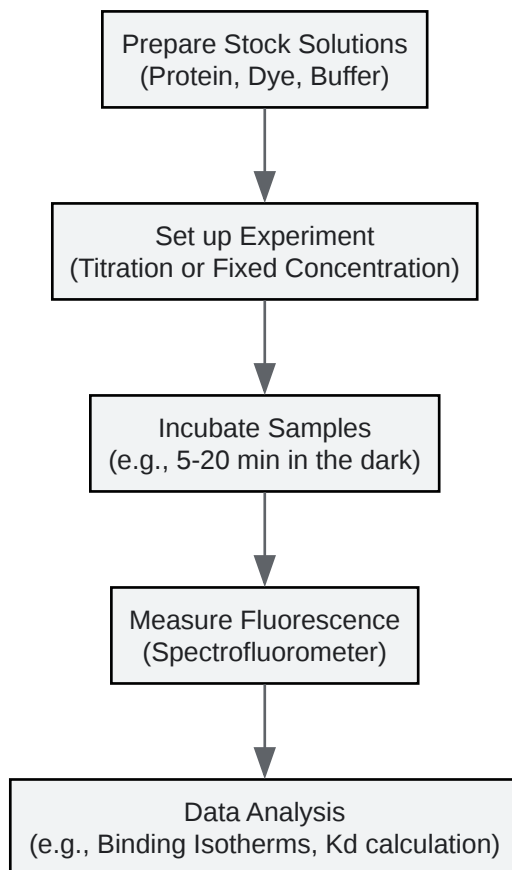 Prepare Stock Solutions
(Protein, Dye, Buffer)
Set up Experiment
(Titration or Fixed Concentration)
Incubate Samples
(e.g., 5-20 min in the dark)
Measure Fluorescence
(Spectrofluorometer)
Data Analysis
(e.g., Binding Isotherms, Kd calculation)